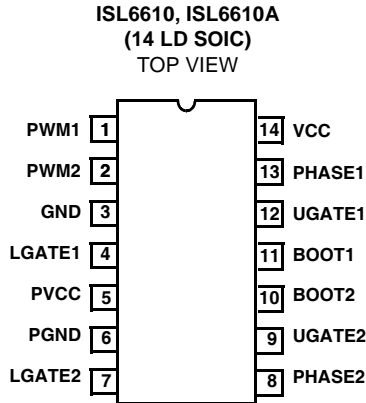 ISL6610, ISL6610A
(14 LD SOIC)
TOP VIEW
PWM1 1 14 VCC
PWM2 2 13 PHASE1
GND 3 12 UGATE1
LGATE1 4 11 BOOT1
PVCC 5 10 BOOT2
PGND 6 9 UGATE2
LGATE2 7 8 PHASE2